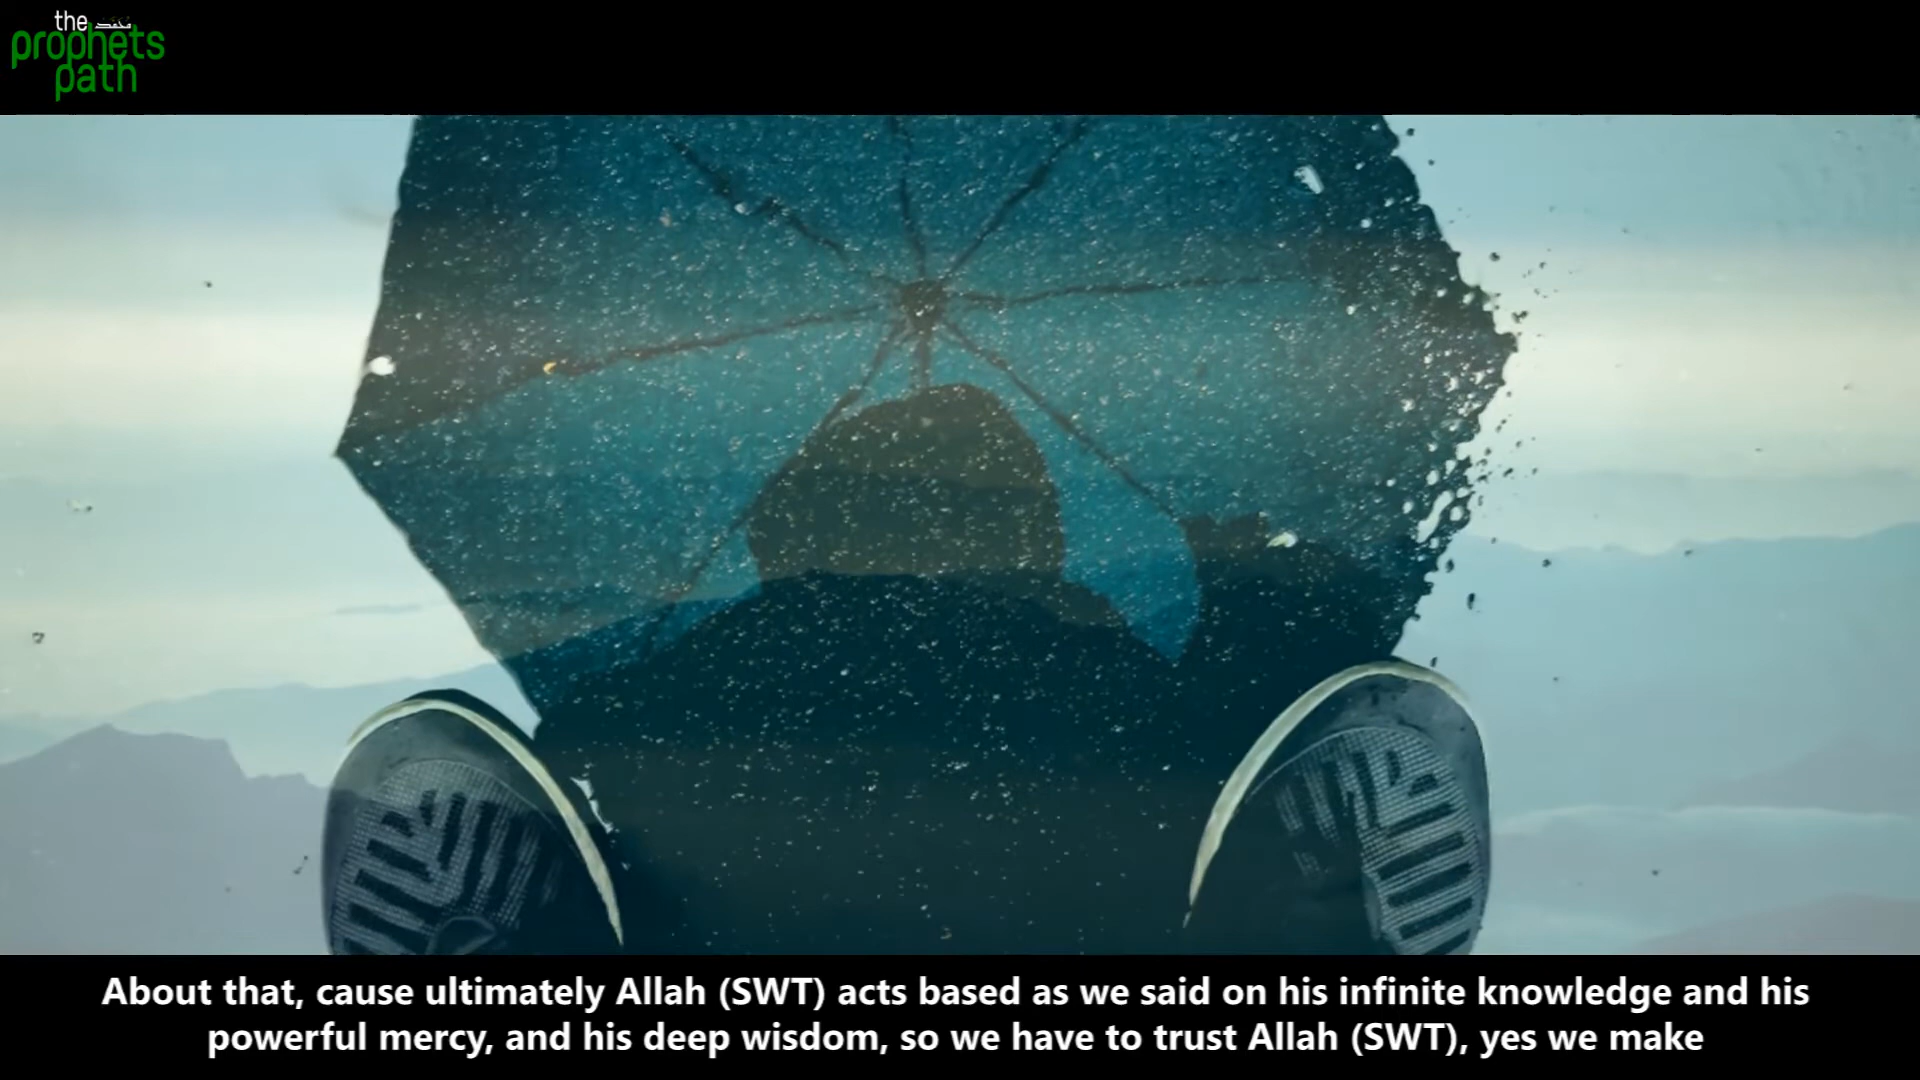 the
prophets
path
About that, cause ultimately Allah (SWT) acts based as we said on his infinite knowledge and his
powerful mercy, and his deep wisdom, so we have to trust Allah (SWT), yes we make